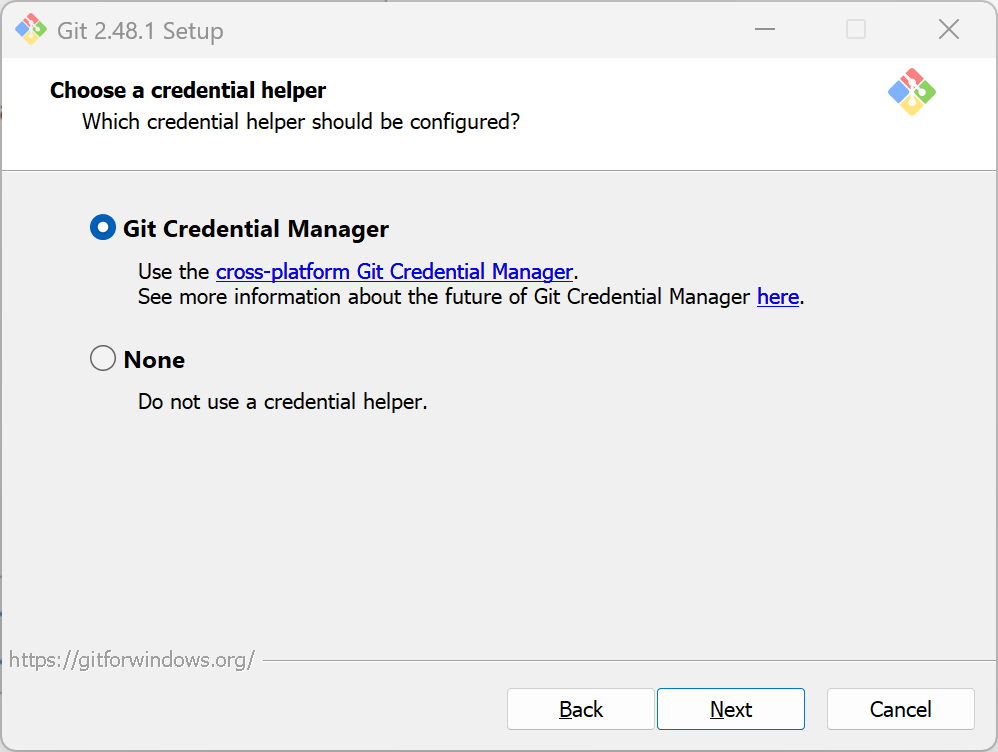 Git 2.48.1 Setup
Choose a credential helper
Which credential helper should be configured?
Git Credential Manager
Use the cross-platform Git Credential Manager.
See more information about the future of Git Credential Manager here.
None
Do not use a credential helper.
https://gitforwindows.org/
Back Next Cancel